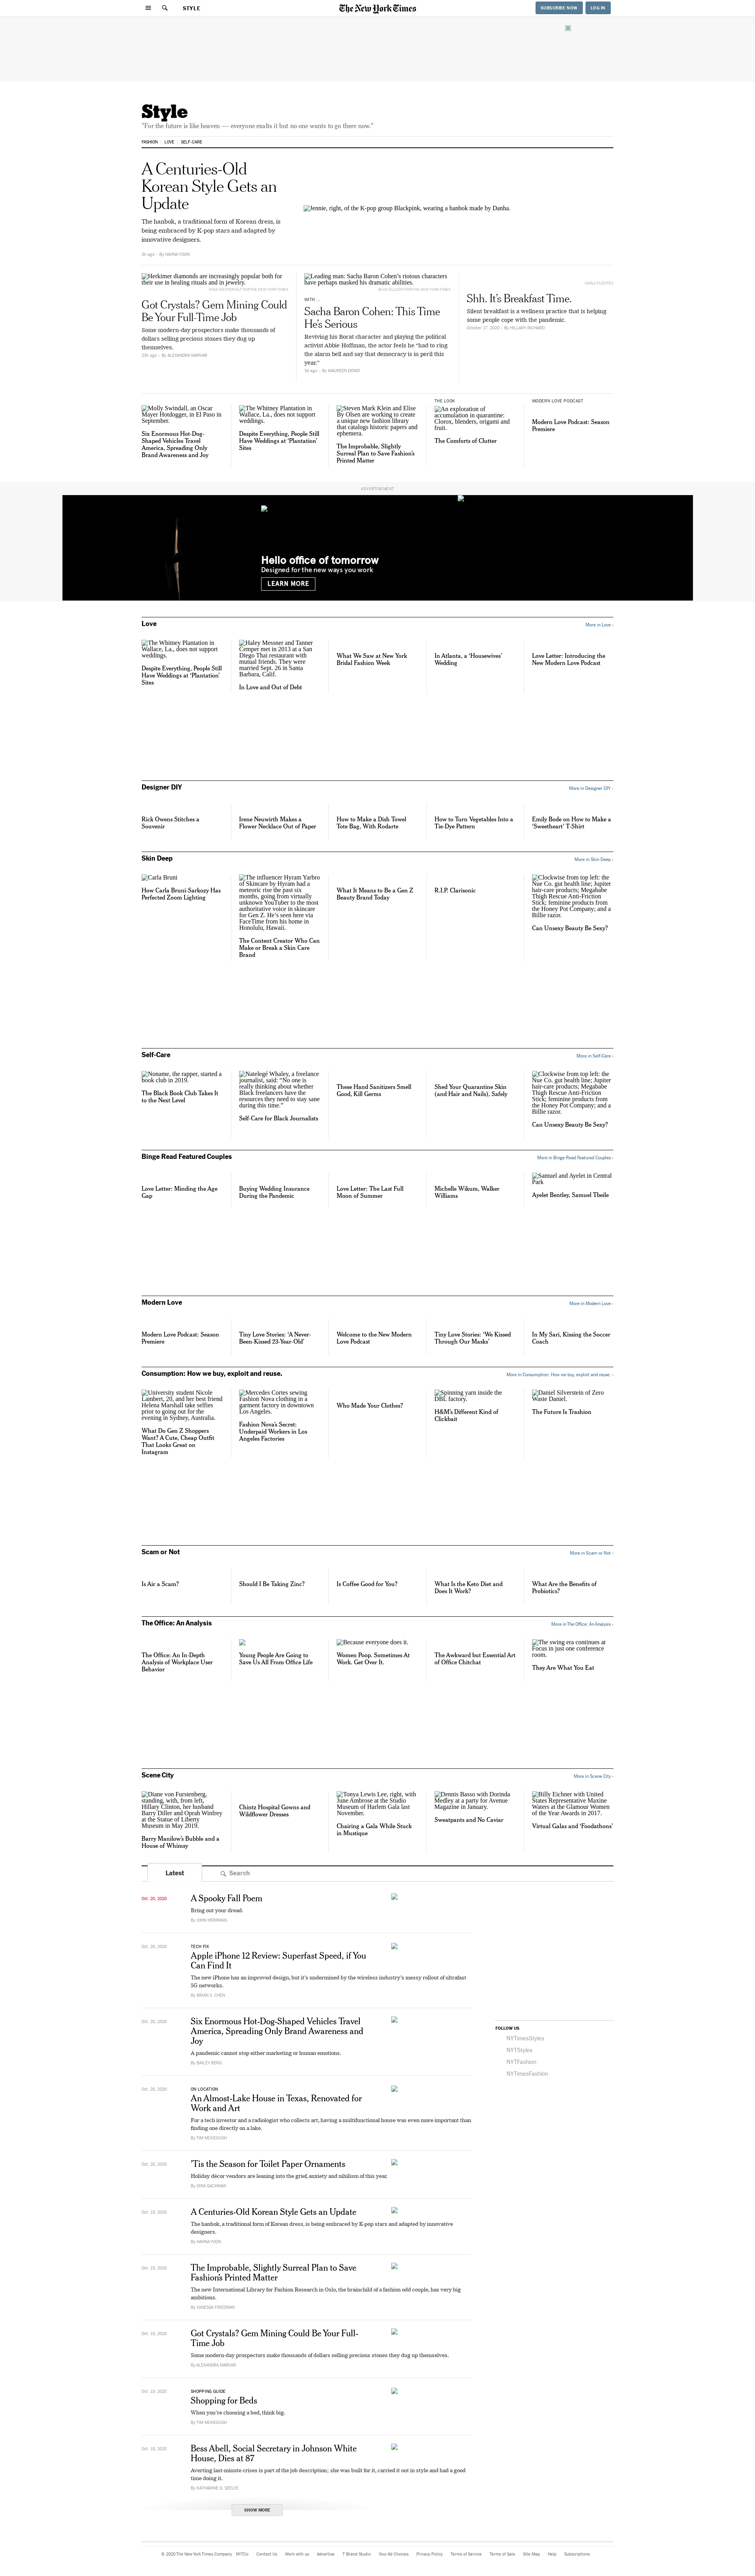 STYLE
The New York Times
SUBSCRIBE NOW
LOG IN
Style
"For the future is like heaven — everyone exalts it but no one wants to go there now."
FASHION
LOVE
SELF-CARE
A Centuries-Old
Korean Style Gets an
Update
The hanbok, a traditional form of Korean dress, is
being embraced by K-pop stars and adapted by
innovative designers.
By HAHNA YOON
Jennie, right, of the K-pop group Blackpink, wearing a hanbok made by Danha.
Herkimer diamonds are increasingly popular both for
their use in healing rituals and in jewelry.
Got Crystals? Gem Mining Could
Be Your Full-Time Job
Some modern-day prospectors make thousands of
dollars selling precious stones they dug up
themselves.
23h ago · By ALEXANDRA MARVAR
Leading man: Sacha Baron Cohen's riotous characters
have perhaps masked his dramatic abilities.
WITH ...
Sacha Baron Cohen: This Time
He's Serious
Reviving his Borat character and playing the political
activist Abbie Hoffman, the actor feels he "had to ring
the alarm bell and say that democracy is in peril this
year."
By MAUREEN DOWD
Shh. It's Breakfast Time.
Silent breakfast is a wellness practice that is helping
some people cope with the pandemic.
October 17, 2020 · By HILLARY RICHARD
Molly Swindall, an Oscar
Mayer Hotdogger, in El Paso in
September.
Six Enormous Hot-Dog-
Shaped Vehicles Travel
America, Spreading Only
Brand Awareness and Joy
The Whitney Plantation in
Wallace, La., does not support
weddings.
Despite Everything, People Still
Have Weddings at 'Plantation'
Sites
Steven Mark Klein and Elise
By Olsen are working to create
a unique new fashion library
that catalogs historic papers and
ephemera.
The Improbable, Slightly
Surreal Plan to Save Fashion's
Printed Matter
THE LOOK
An exploration of
accumulation in quarantine:
Clorox, blenders, origami and
fruit.
The Comforts of Clutter
MODERN LOVE PODCAST
Modern Love Podcast: Season
Premiere
ADVERTISEMENT
Hello office of tomorrow
Designed for the new ways you work
LEARN MORE
Love
More in Love ›
The Whitney Plantation in
Wallace, La., does not support
weddings.
Despite Everything, People Still
Have Weddings at 'Plantation'
Sites
Haley Messner and Tanner
Cemper met in 2013 at a San
Diego Thai restaurant with
mutual friends. They were
married Sept. 26 in Santa
Barbara, Calif.
In Love and Out of Debt
What We Saw at New York
Bridal Fashion Week
In Atlanta, a 'Housewives'
Wedding
Love Letter: Introducing the
New Modern Love Podcast
Designer DIY
More in Designer DIY ›
Rick Owens Stitches a
Souvenir
Irene Neuwirth Makes a
Flower Necklace Out of Paper
How to Make a Dish Towel
Tote Bag, With Rodarte
How to Turn Vegetables Into a
Tie-Dye Pattern
Emily Bode on How to Make a
'Sweetheart' T-Shirt
Skin Deep
More in Skin Deep ›
Carla Bruni
How Carla Bruni-Sarkozy Has
Perfected Zoom Lighting
The influencer Hyram Yarbro
of Skincare by Hyram had a
meteoric rise the past six
months, going from virtually
unknown YouTuber to the most
authoritative voice in skincare
for Gen Z. He's seen here via
FaceTime from his home in
Honolulu, Hawaii.
The Content Creator Who Can
Make or Break a Skin Care
Brand
What It Means to Be a Gen Z
Beauty Brand Today
R.I.P. Clarisonic
Clockwise from top left: the
Nue Co. gut health line; Jupiter
hair-care products; Megababe
Thigh Rescue Anti-Friction
Stick; feminine products from
the Honey Pot Company; and a
Billie razor.
Can Unsexy Beauty Be Sexy?
Self-Care
More in Self-Care ›
Noname, the rapper, started a
book club in 2019.
The Black Book Club Takes It
to the Next Level
Natelegé Whaley, a freelance
journalist, said: "No one is
really thinking about whether
Black freelancers have the
resources they need to stay sane
during this time."
Self-Care for Black Journalists
These Hand Sanitizers Smell
Good, Kill Germs
Shed Your Quarantine Skin
(and Hair and Nails), Safely
Clockwise from top left: the
Nue Co. gut health line; Jupiter
hair-care products; Megababe
Thigh Rescue Anti-Friction
Stick; feminine products from
the Honey Pot Company; and a
Billie razor.
Can Unsexy Beauty Be Sexy?
Binge Read Featured Couples
More in Binge Read Featured Couples ›
Love Letter: Minding the Age
Gap
Buying Wedding Insurance
During the Pandemic
Love Letter: The Last Full
Moon of Summer
Michelle Wikum, Walker
Williams
Samuel and Ayelet in Central
Park
Ayelet Bentley, Samuel Tbeile
Modern Love
More in Modern Love ›
Modern Love Podcast: Season
Premiere
Tiny Love Stories: 'A Never-
Been-Kissed 23-Year-Old'
Welcome to the New Modern
Love Podcast
Tiny Love Stories: 'We Kissed
Through Our Masks'
In My Sari, Kissing the Soccer
Coach
Consumption: How we buy, exploit and reuse.
More in Consumption: How we buy, exploit and reuse. ›
University student Nicole
Lambert, 20, and her best friend
Helena Marshall take selfies
prior to going out for the
evening in Sydney, Australia.
What Do Gen Z Shoppers
Want? A Cute, Cheap Outfit
That Looks Great on
Instagram
Mercedes Cortes sewing
Fashion Nova clothing in a
garment factory in downtown
Los Angeles.
Fashion Nova's Secret:
Underpaid Workers in Los
Angeles Factories
Who Made Your Clothes?
Spinning yarn inside the
DBL factory.
H&M's Different Kind of
Clickbait
Daniel Silverstein of Zero
Waste Daniel.
The Future Is Trashion
Scam or Not
More in Scam or Not ›
Is Air a Scam?
Should I Be Taking Zinc?
Is Coffee Good for You?
What Is the Keto Diet and
Does It Work?
What Are the Benefits of
Probiotics?
The Office: An Analysis
More in The Office: An Analysis ›
The Office: An In-Depth
Analysis of Workplace User
Behavior
Young People Are Going to
Save Us All From Office Life
Because everyone does it.
Women Poop. Sometimes At
Work. Get Over It.
The Awkward but Essential Art
of Office Chitchat
The swing era continues at
Focus in just one conference
room.
They Are What You Eat
Scene City
More in Scene City ›
Diane von Furstenberg,
standing, with, from left,
Hillary Clinton, her husband
Barry Diller and Oprah Winfrey
at the Statue of Liberty
Museum in May 2019.
Barry Manilow's Bubble and a
House of Whimsy
Chintz Hospital Gowns and
Wildflower Dresses
Tonya Lewis Lee, right, with
June Ambrose at the Studio
Museum of Harlem Gala last
November.
Chairing a Gala While Stuck
in Mustique
Dennis Basso with Dorinda
Medley at a party for Avenue
Magazine in January.
Sweatpants and No Caviar
Billy Eichner with United
States Representative Maxine
Waters at the Glamour Women
of the Year Awards in 2017.
Virtual Galas and 'Foodathons'
Latest
Search
Oct. 20, 2020
A Spooky Fall Poem
Bring out your dread.
By JOHN HERRMAN
Oct. 20, 2020
TECH FIX
Apple iPhone 12 Review: Superfast Speed, if You
Can Find It
The new iPhone has an improved design, but it's undermined by the wireless industry's messy rollout of ultrafast
5G networks.
By BRIAN X. CHEN
Oct. 20, 2020
Six Enormous Hot-Dog-Shaped Vehicles Travel
America, Spreading Only Brand Awareness and
Joy
A pandemic cannot stop either marketing or human emotions.
By BAILEY BERG
Oct. 20, 2020
ON LOCATION
An Almost-Lake House in Texas, Renovated for
Work and Art
For a tech investor and a radiologist who collects art, having a multifunctional house was even more important than
finding one directly on a lake.
By TIM MCKEOUGH
Oct. 20, 2020
'Tis the Season for Toilet Paper Ornaments
Holiday décor vendors are leaning into the grief, anxiety and nihilism of this year.
By DINA GACHMAN
Oct. 19, 2020
A Centuries-Old Korean Style Gets an Update
The hanbok, a traditional form of Korean dress, is being embraced by K-pop stars and adapted by innovative
designers.
By HAHNA YOON
Oct. 19, 2020
The Improbable, Slightly Surreal Plan to Save
Fashion's Printed Matter
The new International Library for Fashion Research in Oslo, the brainchild of a fashion odd couple, has very big
ambitions.
By VANESSA FRIEDMAN
Oct. 19, 2020
Got Crystals? Gem Mining Could Be Your Full-
Time Job
Some modern-day prospectors make thousands of dollars selling precious stones they dug up themselves.
By ALEXANDRA MARVAR
Oct. 19, 2020
SHOPPING GUIDE
Shopping for Beds
When you're choosing a bed, think big.
By TIM MCKEOUGH
Oct. 18, 2020
Bess Abell, Social Secretary in Johnson White
House, Dies at 87
Averting last-minute crises is part of the job description; she was built for it, carried it out in style and had a good
time doing it.
By KATHARINE Q. SEELYE
SHOW MORE
FOLLOW US
NYTimesStyles
NYTStyles
NYTFashion
NYTimesFashion
© 2020 The New York Times Company
NYTCo
Contact Us
Work with us
Advertise
T Brand Studio
Your Ad Choices
Privacy Policy
Terms of Service
Terms of Sale
Site Map
Help
Subscriptions